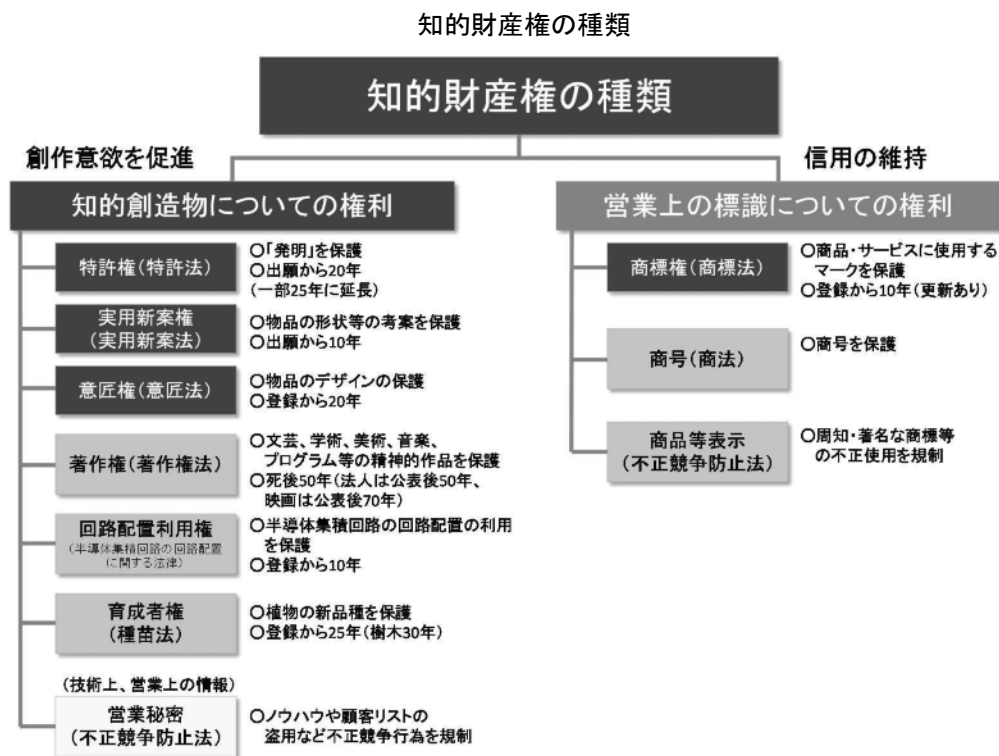 知的財産権の種類
知的財産権の種類
創作意欲を促進
知的創造物についての権利
特許権(特許法)
○「発明」を保護
○出願から20年
(一部25年に延長)
実用新案権
(実用新案法)
○物品の形状等の考案を保護
○出願から10年
意匠権(意匠法)
○物品のデザインの保護
○登録から20年
著作権(著作権法)
○文芸、学術、美術、音楽、
プログラム等の精神的作品を保護
○死後50年(法人は公表後50年、
映画は公表後70年)
回路配置利用権
(半導体集積回路の回路配置
に関する法律)
○半導体集積回路の回路配置の利用
を保護
○登録から10年
育成者権
(種苗法)
○植物の新品種を保護
○登録から25年(樹木30年)
(技術上、営業上の情報)
営業秘密
(不正競争防止法)
○ノウハウや顧客リストの
盗用など不正競争行為を規制
信用の維持
営業上の標識についての権利
商標権(商標法)
○商品・サービスに使用する
マークを保護
○登録から10年(更新あり)
商号(商法)
○商号を保護
商品等表示
(不正競争防止法)
○周知・著名な商標等
の不正使用を規制